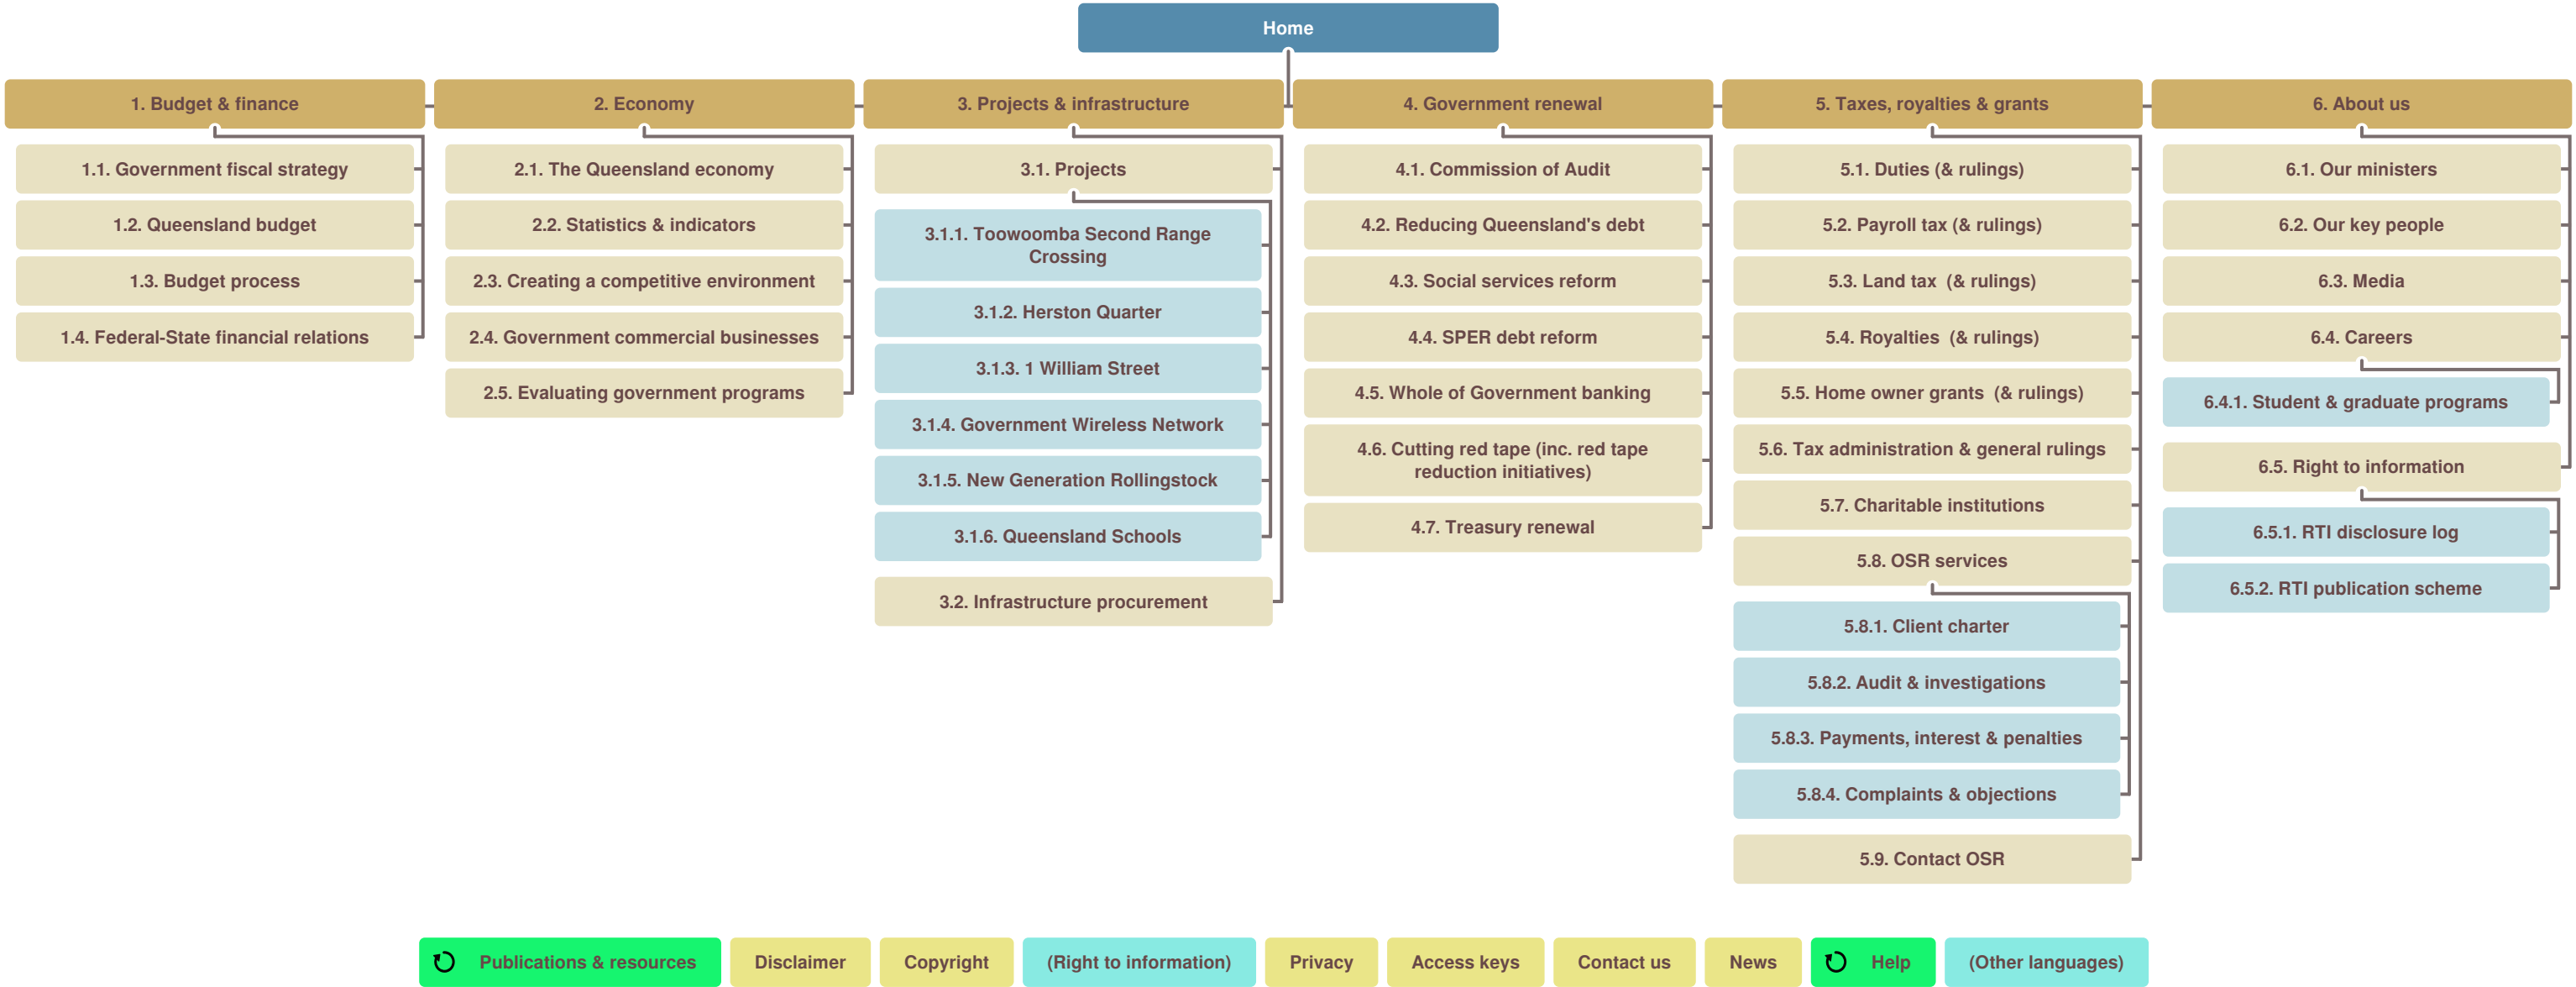 Home
1. Budget & finance
1.1. Government fiscal strategy
1.2. Queensland budget
1.3. Budget process
1.4. Federal-State financial relations
2. Economy
2.1. The Queensland economy
2.2. Statistics & indicators
2.3. Creating a competitive environment
2.4. Government commercial businesses
2.5. Evaluating government programs
3. Projects & infrastructure
3.1. Projects
3.1.1. Toowoomba Second Range
Crossing
3.1.2. Herston Quarter
3.1.3. 1 William Street
3.1.4. Government Wireless Network
3.1.5. New Generation Rollingstock
3.1.6. Queensland Schools
3.2. Infrastructure procurement
4. Government renewal
4.1. Commission of Audit
4.2. Reducing Queensland's debt
4.3. Social services reform
4.4. SPER debt reform
4.5. Whole of Government banking
4.6. Cutting red tape (inc. red tape
reduction initiatives)
4.7. Treasury renewal
5. Taxes, royalties & grants
5.1. Duties (& rulings)
5.2. Payroll tax (& rulings)
5.3. Land tax  (& rulings)
5.4. Royalties  (& rulings)
5.5. Home owner grants  (& rulings)
5.6. Tax administration & general rulings
5.7. Charitable institutions
5.8. OSR services
5.8.1. Client charter
5.8.2. Audit & investigations
5.8.3. Payments, interest & penalties
5.8.4. Complaints & objections
5.9. Contact OSR
6. About us
6.1. Our ministers
6.2. Our key people
6.3. Media
6.4. Careers
6.4.1. Student & graduate programs
6.5. Right to information
6.5.1. RTI disclosure log
6.5.2. RTI publication scheme
Publications & resources
Disclaimer
Copyright
(Right to information)
Privacy
Access keys
Contact us
News
Help
(Other languages)